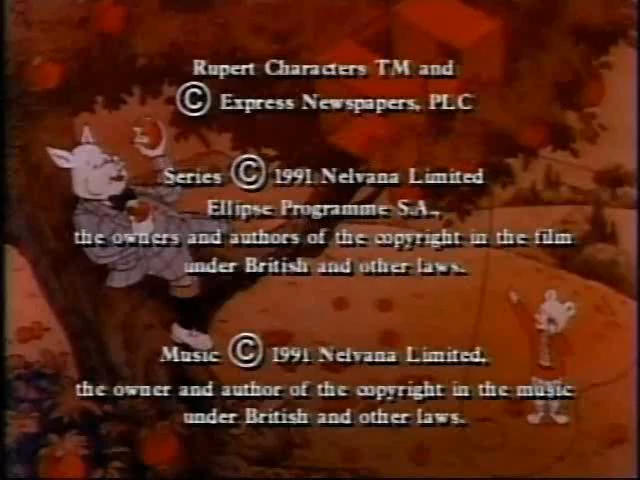 Rupert Characters TM and
© Express Newspapers, PLC
Series © 1991 Nelvana Limited
Ellipse Programme S.A.,
the owners and authors of the copyright in the film
under British and other laws.
Music © 1991 Nelvana Limited,
the owner and author of the copyright in the music
under British and other laws.